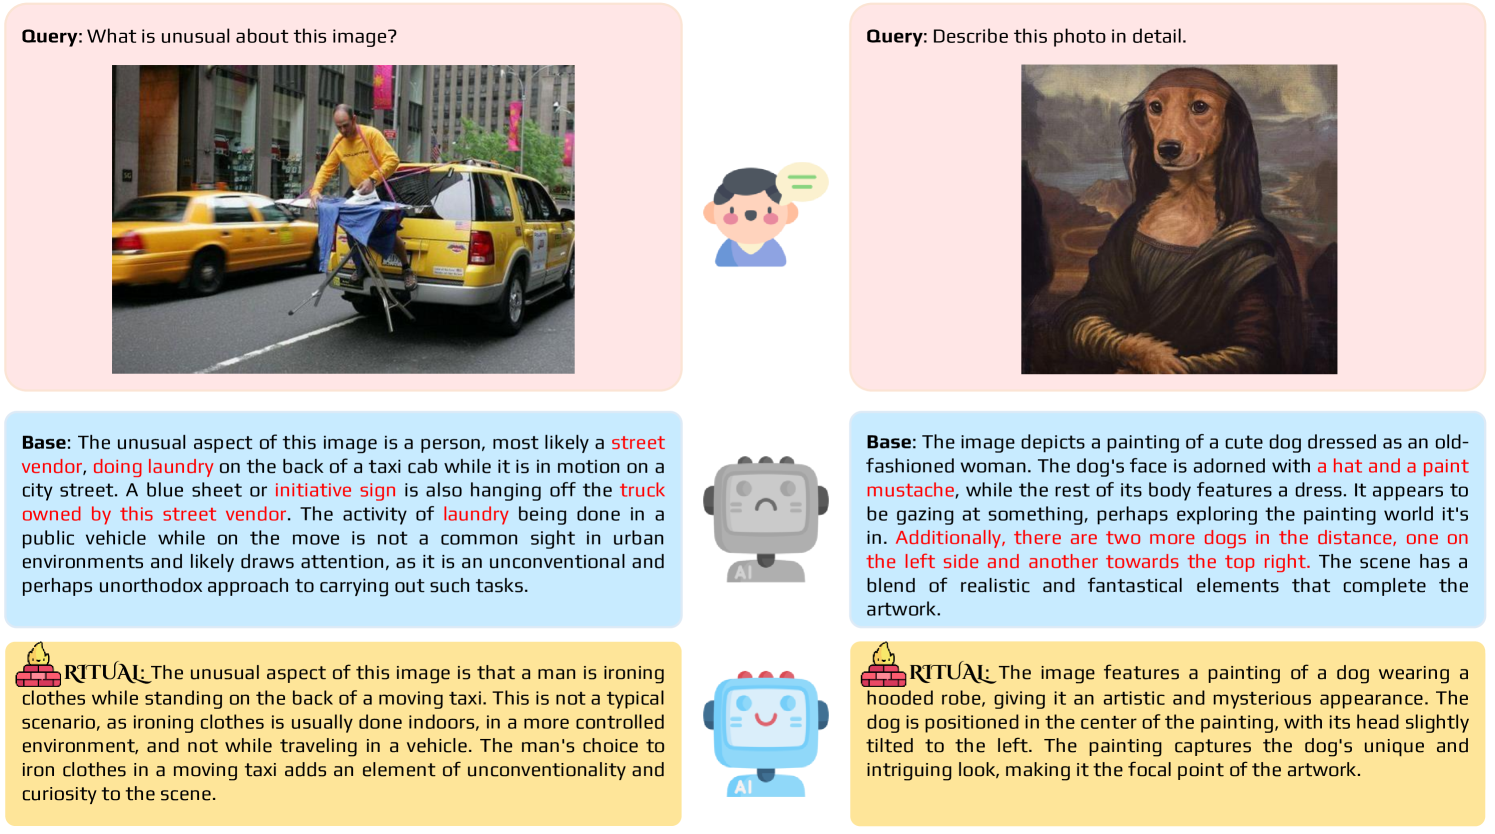 Query: What is unusual about this image?
Base: The unusual aspect of this image is a person, most likely a street
vendor, doing laundry on the back of a taxi cab while it is in motion on a
city street. A blue sheet or initiative sign is also hanging off the truck
owned by this street vendor. The activity of laundry being done in a
public vehicle while on the move is not a common sight in urban
environments and likely draws attention, as it is an unconventional and
perhaps unorthodox approach to carrying out such tasks.
RITUAL: The unusual aspect of this image is that a man is ironing
clothes while standing on the back of a moving taxi. This is not a typical
scenario, as ironing clothes is usually done indoors, in a more controlled
environment, and not while traveling in a vehicle. The man's choice to
iron clothes in a moving taxi adds an element of unconventionality and
curiosity to the scene.
AI
AI
Query: Describe this photo in detail.
Base: The image depicts a painting of a cute dog dressed as an old-
fashioned woman. The dog's face is adorned with a hat and a paint
mustache, while the rest of its body features a dress. It appears to
be gazing at something, perhaps exploring the painting world it's
in. Additionally, there are two more dogs in the distance, one on
the left side and another towards the top right. The scene has a
blend of realistic and fantastical elements that complete the
artwork.
RITUAL: The image features a painting of a dog wearing a
hooded robe, giving it an artistic and mysterious appearance. The
dog is positioned in the center of the painting, with its head slightly
tilted to the left. The painting captures the dog's unique and
intriguing look, making it the focal point of the artwork.